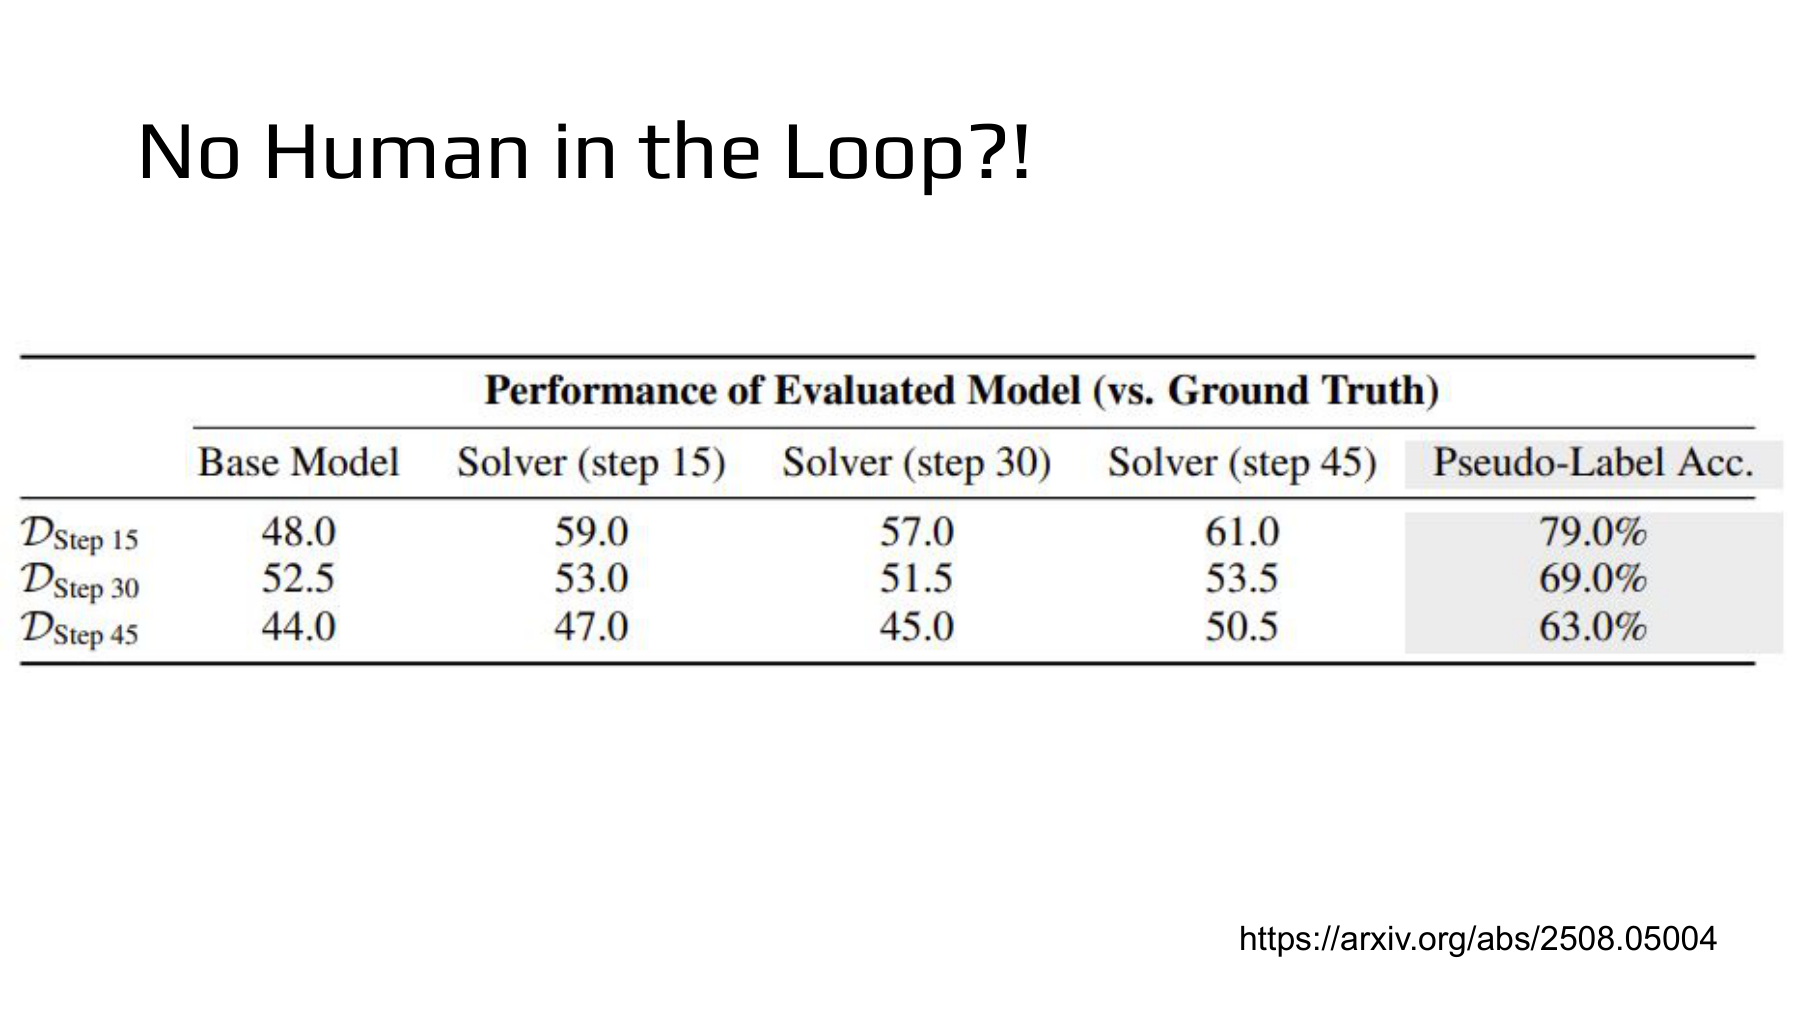 No Human in the Loop?!
Performance of Evaluated Model (vs. Ground Truth)
Base Model Solver (step 15) Solver (step 30) Solver (step 45) Pseudo-Label Acc.
𝒟Step 15 48.0 59.0 57.0 61.0 79.0%
𝒟Step 30 52.5 53.0 51.5 53.5 69.0%
𝒟Step 45 44.0 47.0 45.0 50.5 63.0%
https://arxiv.org/abs/2508.05004